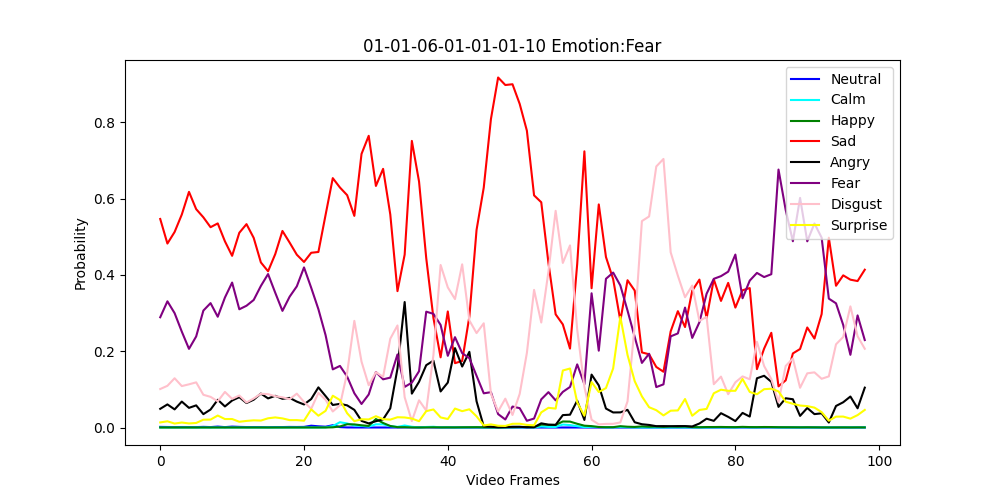 01-01-06-01-01-01-10 Emotion:Fear
Probability
0.8
0.6
0.4
0.2
0.0
0
20
40
60
80
100
Video Frames
Neutral
Calm
Happy
Sad
Angry
Fear
Disgust
Surprise